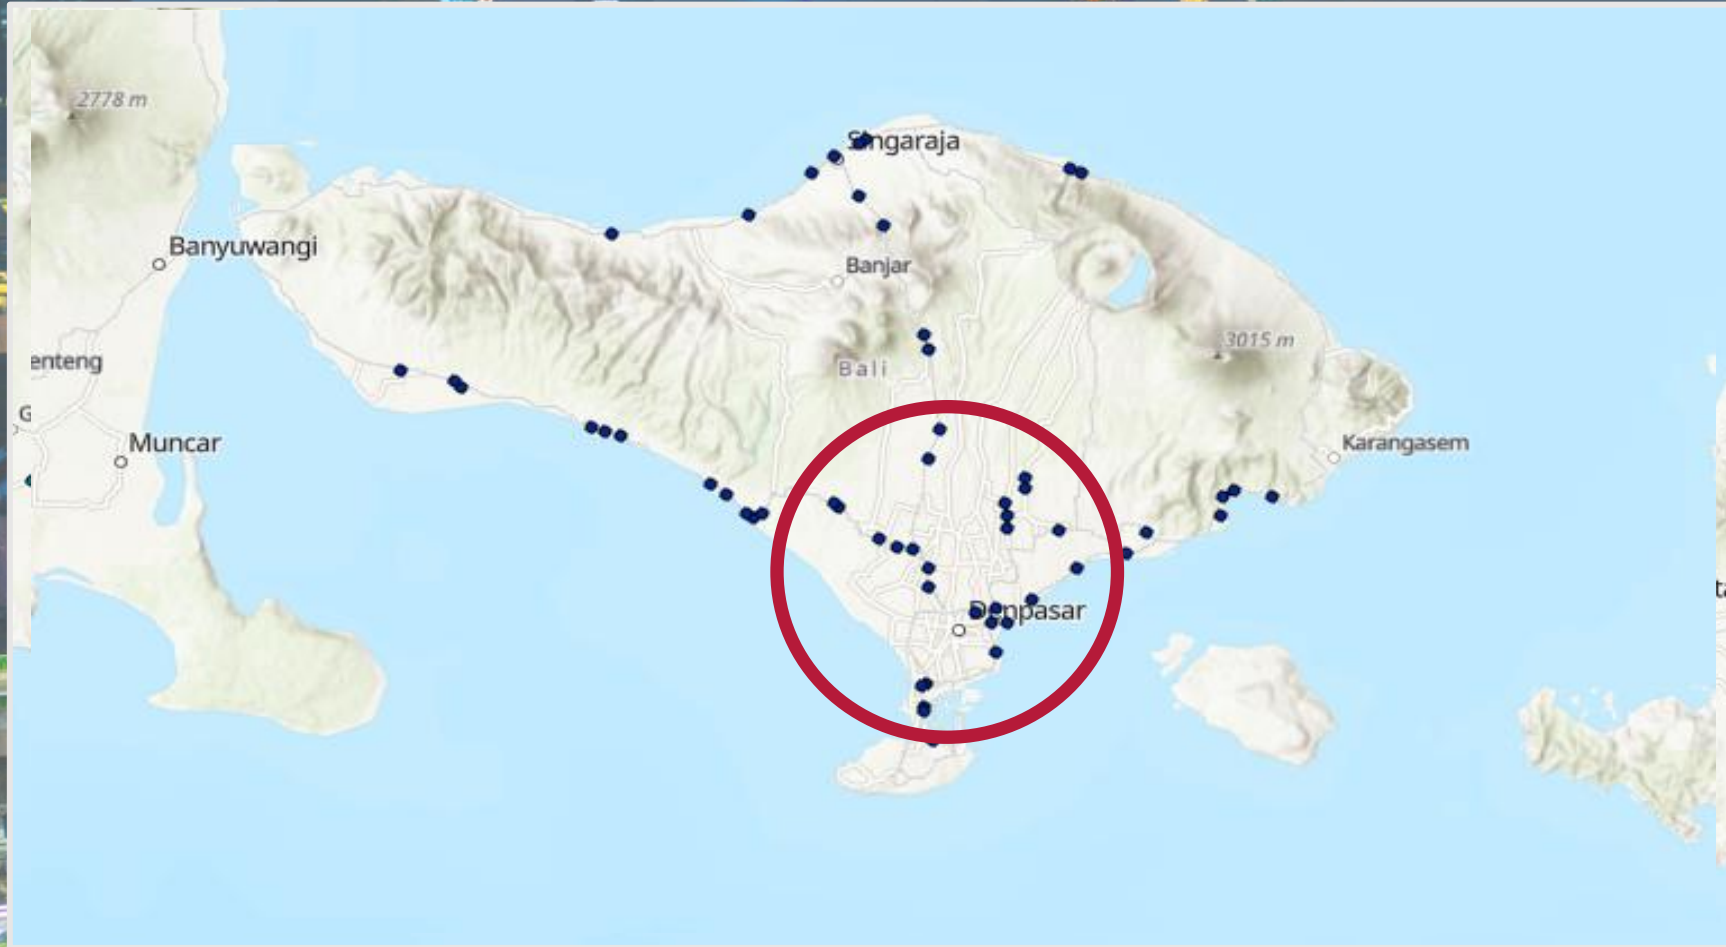 2778 m
Singaraja
Banyuwangi
Banjar
3015 m
enteng
Bali
G
Karangasem
Muncar
Denpasar